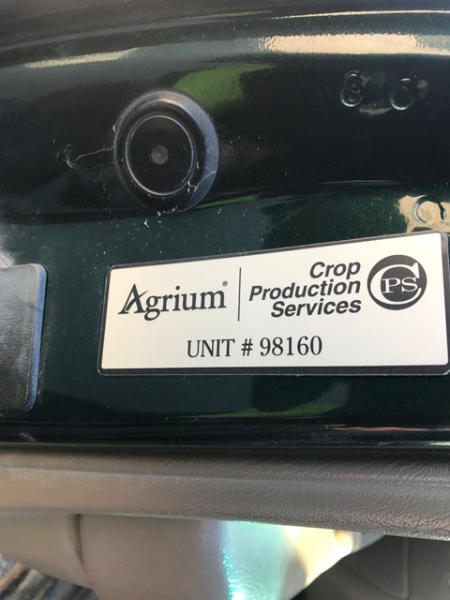 Agrium®
Crop
Production
Services
CPS
UNIT # 98160